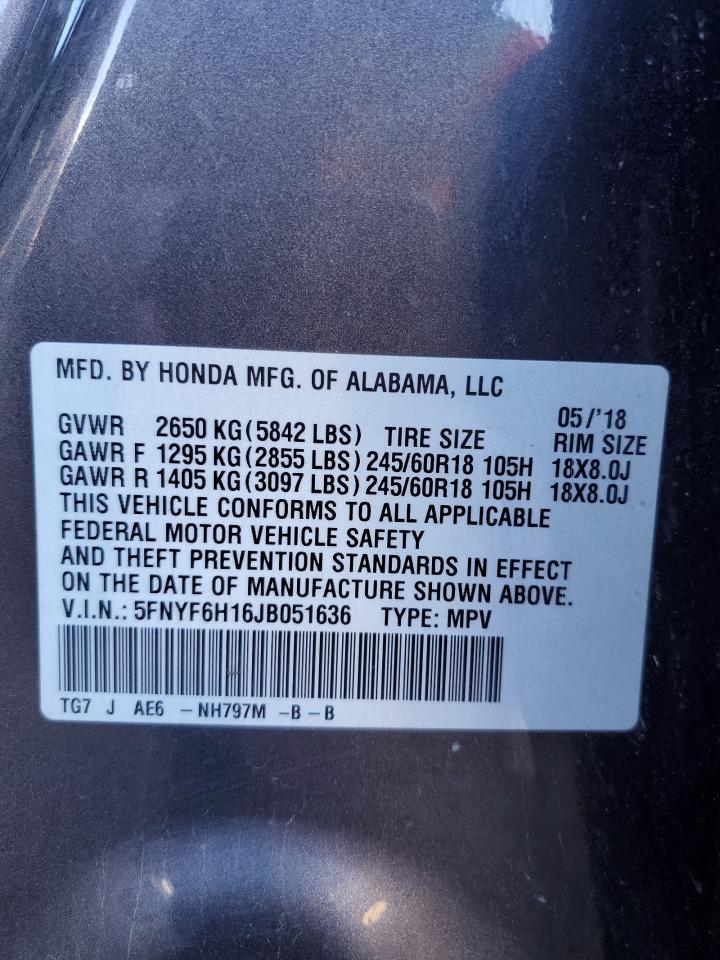 MFD. BY HONDA MFG. OF ALABAMA, LLC
05/'18
GVWR 2650 KG (5842 LBS) TIRE SIZE RIM SIZE
GAWR F 1295 KG (2855 LBS) 245/60R18 105H 18X8.0J
GAWR R 1405 KG (3097 LBS) 245/60R18 105H 18X8.0J
THIS VEHICLE CONFORMS TO ALL APPLICABLE
FEDERAL MOTOR VEHICLE SAFETY
AND THEFT PREVENTION STANDARDS IN EFFECT
ON THE DATE OF MANUFACTURE SHOWN ABOVE.
V.I.N.: 5FNYF6H16JB051636 TYPE: MPV
TG7 J AE6 -NH797M -B-B